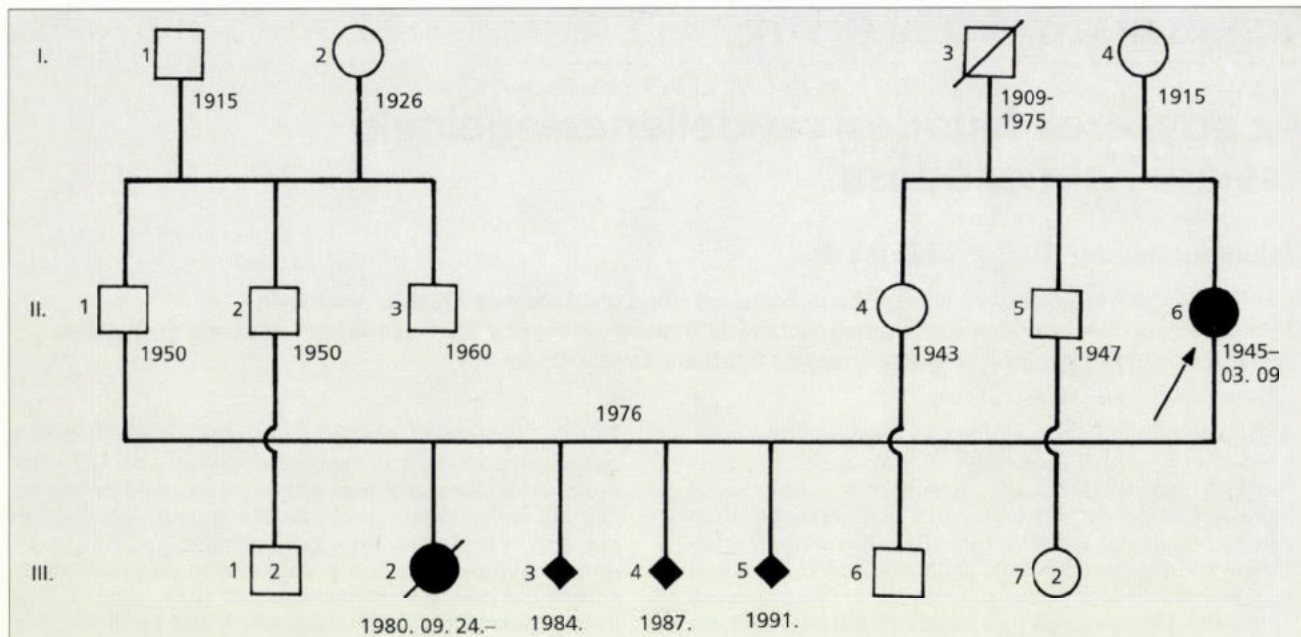 I. 1 2 3 4
1915 1926 1909- 1915
1975
II. 1 2 3 4 5 6
1950 1950 1960 1943 1947 1945–
03. 09
1976
III. 1 2 2 3 4 5 6 7 2
1980. 09. 24.– 1984. 1987. 1991.